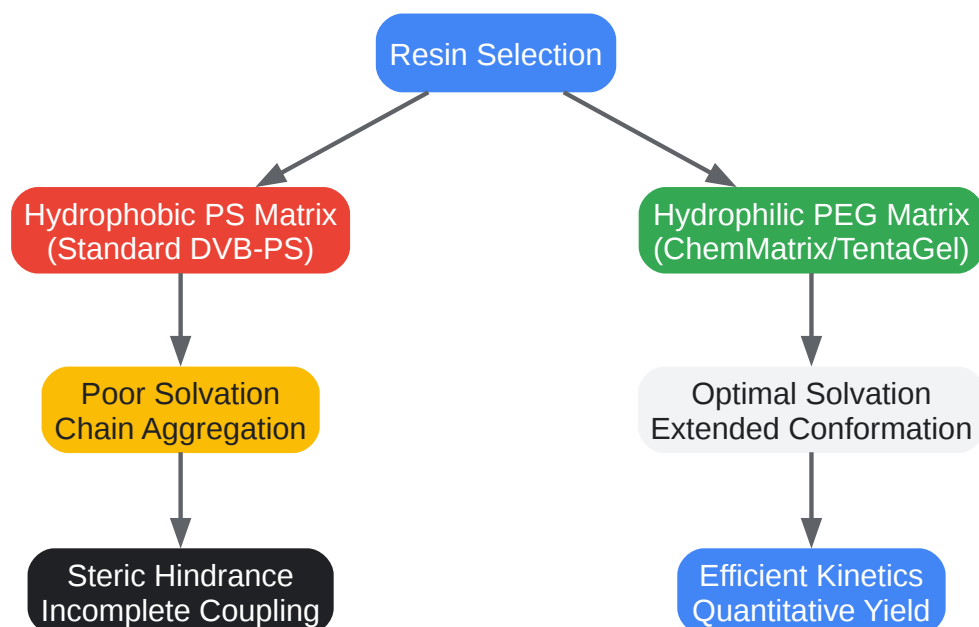 Resin Selection
Hydrophobic PS Matrix
(Standard DVB-PS)
Hydrophilic PEG Matrix
(ChemMatrix/TentaGel)
Poor Solvation
Chain Aggregation
Optimal Solvation
Extended Conformation
Steric Hindrance
Incomplete Coupling
Efficient Kinetics
Quantitative Yield